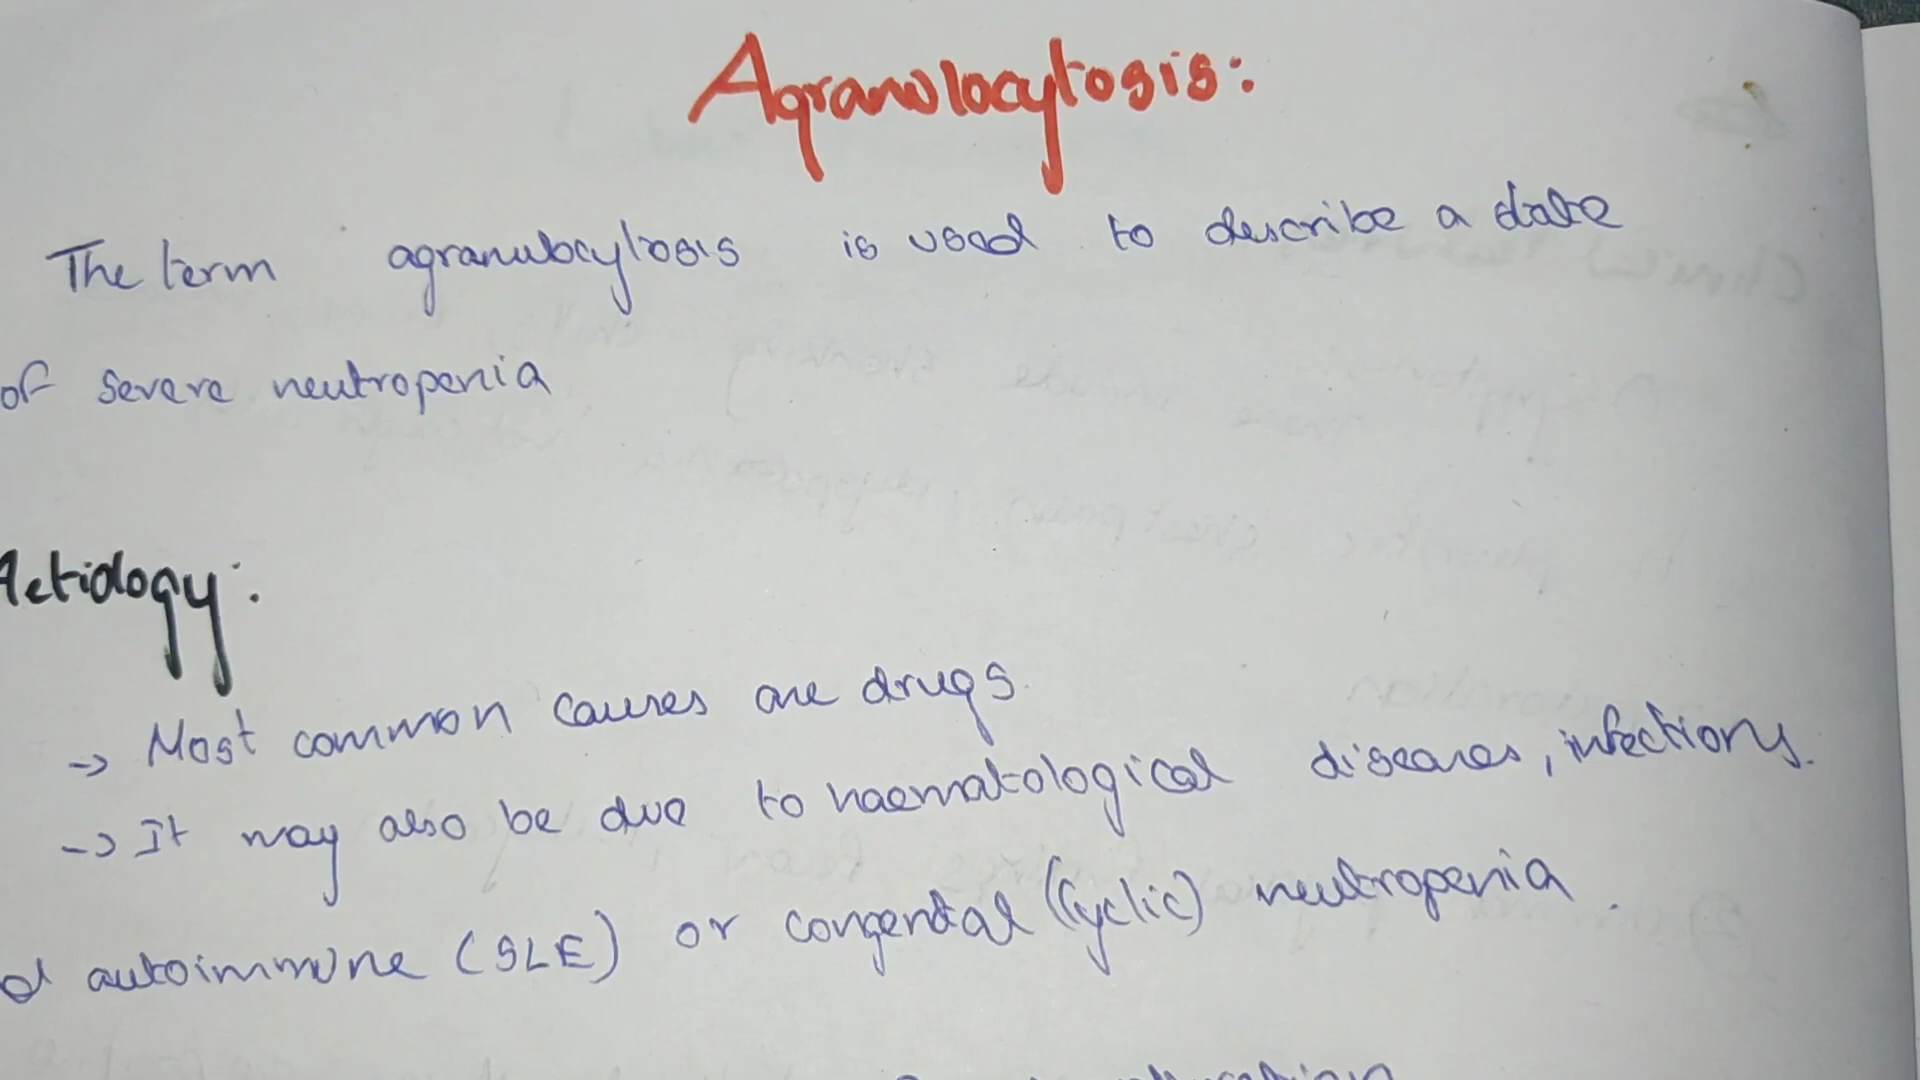 Agranulocytosis:
The term agranulocytosis is used to describe a state
of severe neutropenia
Aetiology:
-> Most common causes are drugs.
-> It may also be due to haematological diseases, infections.
autoimmune (SLE) or congenital (Cyclic) neutropenia.